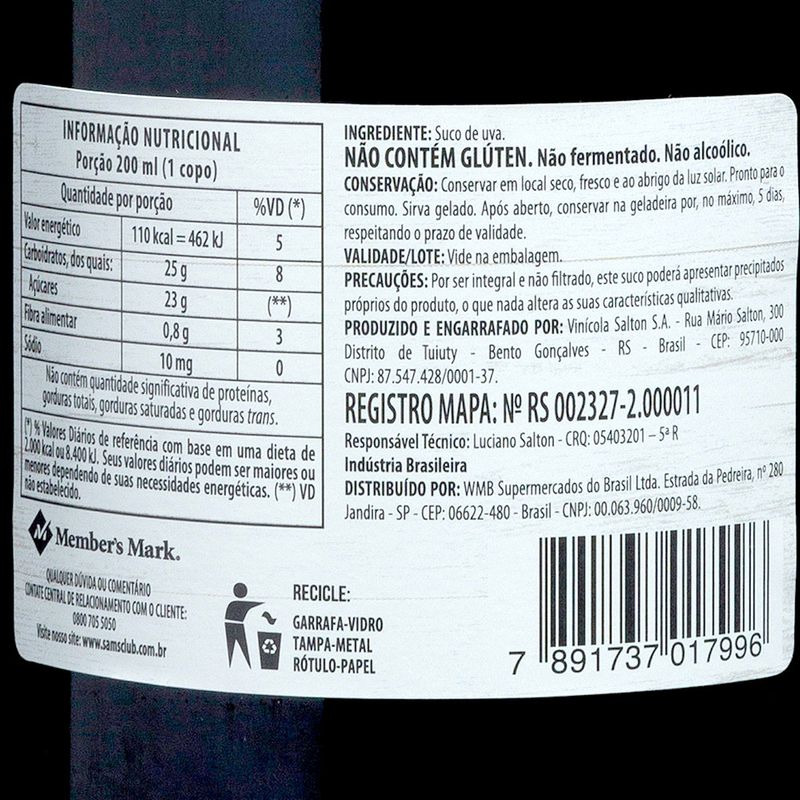 INFORMAÇÃO NUTRICIONAL
Porção 200 ml (1 copo)
Quantidade por porção %VD (*)
Valor energético 110 kcal = 462 kJ 5
Carboidratos, dos quais: 25 g 8
Açúcares 23 g (**)
Fibra alimentar 0,8 g 3
Sódio 10 mg 0
Não contém quantidade significativa de proteínas,
gorduras totais, gorduras saturadas e gorduras trans.
(*) % Valores Diários de referência com base em uma dieta de
2.000 kcal ou 8.400 kJ. Seus valores diários podem ser maiores ou
menores dependendo de suas necessidades energéticas. (**) VD
não estabelecido.
Member's Mark.
QUALQUER DÚVIDA OU COMENTÁRIO
CONTATE CENTRAL DE RELACIONAMENTO COM O CLIENTE:
0800 705 5050
Visite nosso site: www.samsclub.com.br
RECICLE:
GARRAFA-VIDRO
TAMPA-METAL
RÓTULO-PAPEL
INGREDIENTE: Suco de uva.
NÃO CONTÉM GLÚTEN. Não fermentado. Não alcoólico.
CONSERVAÇÃO: Conservar em local seco, fresco e ao abrigo da luz solar. Pronto para o
consumo. Sirva gelado. Após aberto, conservar na geladeira por, no máximo, 5 dias,
respeitando o prazo de validade.
VALIDADE/LOTE: Vide na embalagem.
PRECAUÇÕES: Por ser integral e não filtrado, este suco poderá apresentar precipitados
próprios do produto, o que nada altera as suas características qualitativas.
PRODUZIDO E ENGARRAFADO POR: Vinícola Salton S.A. - Rua Mário Salton, 300
Distrito de Tuiuty - Bento Gonçalves - RS - Brasil - CEP: 95710-000
CNPJ: 87.547.428/0001-37.
REGISTRO MAPA: Nº RS 002327-2.000011
Responsável Técnico: Luciano Salton - CRQ: 05403201 – 5ª R
Indústria Brasileira
DISTRIBUÍDO POR: WMB Supermercados do Brasil Ltda. Estrada da Pedreira, nº 280
Jandira - SP - CEP: 06622-480 - Brasil - CNPJ: 00.063.960/0009-58.
7 891737 017996